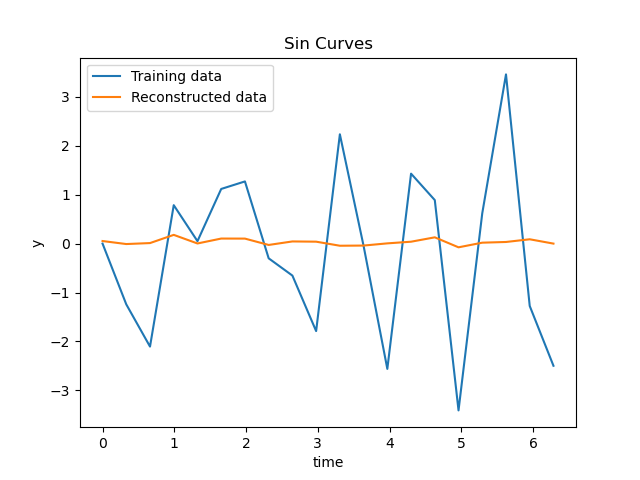 Sin Curves
Training data
Reconstructed data
3
2
1
0
−1
−2
−3
y
0 1 2 3 4 5 6
time